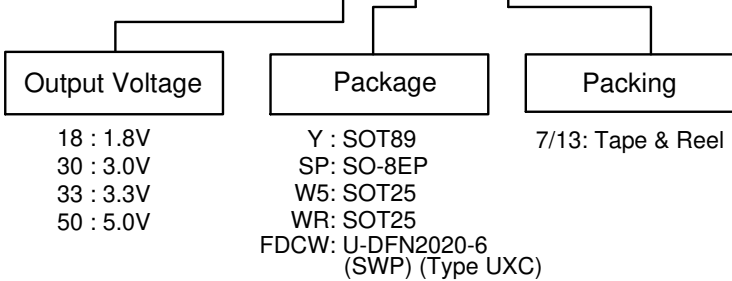 Output Voltage
18 : 1.8V
30 : 3.0V
33 : 3.3V
50 : 5.0V
Package
Y : SOT89
SP: SO-8EP
W5: SOT25
WR: SOT25
FDCW: U-DFN2020-6
(SWP) (Type UXC)
Packing
7/13: Tape & Reel